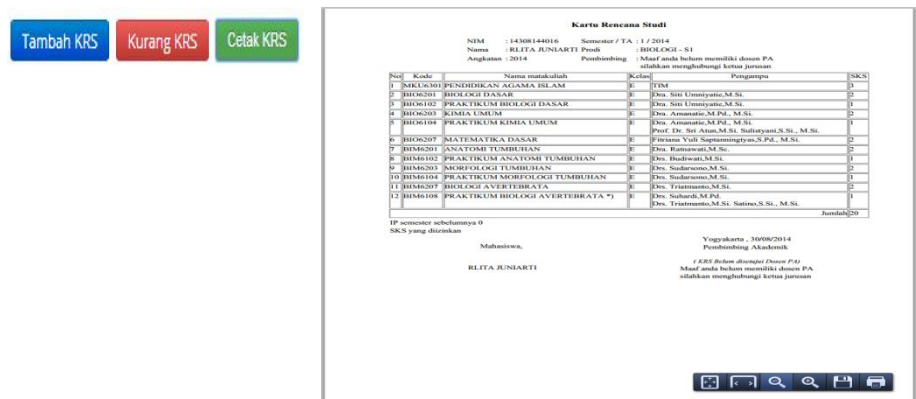 Tambah KRS Kurang KRS Cetak KRS
Kartu Rencana Studi
NIM : 14308144016 Semester / TA : 1 / 2014
Nama : RLITA JUNIARTI Prodi : BIOLOGI - S1
Angkatan : 2014 Pembimbing : Maaf anda belum memiliki dosen PA
silahkan menghubungi ketua jurusan
No Kode Nama matakuliah Kelas Pengampu SKS
1 MKU6301 PENDIDIKAN AGAMA ISLAM E TIM 3
2 BIO6201 BIOLOGI DASAR E Dra. Siti Umniyatie,M.Si. 2
3 BIO6102 PRAKTIKUM BIOLOGI DASAR E Dra. Siti Umniyatie,M.Si. 1
4 BIO6203 KIMIA UMUM E Dra. Amanatie,M.Pd., M.Si. 2
5 BIO6104 PRAKTIKUM KIMIA UMUM E Dra. Amanatie,M.Pd., M.Si. 1
Prof. Dr. Sri Atun,M.Si. Sulistyani,S.Si., M.Si.
6 BIO6207 MATEMATIKA DASAR E Fitriana Yuli Saptaningtyas,S.Pd., M.Si. 2
7 BIM6201 ANATOMI TUMBUHAN E Dra. Ratnawati,M.Sc. 2
8 BIM6102 PRAKTIKUM ANATOMI TUMBUHAN E Drs. Budiwati,M.Si. 1
9 BIM6203 MORFOLOGI TUMBUHAN E Drs. Sudarsono,M.Si. 2
10 BIM6104 PRAKTIKUM MORFOLOGI TUMBUHAN E Drs. Sudarsono,M.Si. 1
11 BIM6207 BIOLOGI AVERTEBRATA E Drs. Triatmanto,M.Si. 2
12 BIM6108 PRAKTIKUM BIOLOGI AVERTEBRATA *) E Drs. Suhardi,M.Pd. 1
Drs. Triatmanto,M.Si. Satino,S.Si., M.Si.
Jumlah 20
IP semester sebelumnya 0
SKS yang diizinkan
Yogyakarta , 30/08/2014
Mahasiswa, Pembimbing Akademik
( KRS Belum disetujui Dosen PA)
RLITA JUNIARTI Maaf anda belum memiliki dosen PA
silahkan menghubungi ketua jurusan